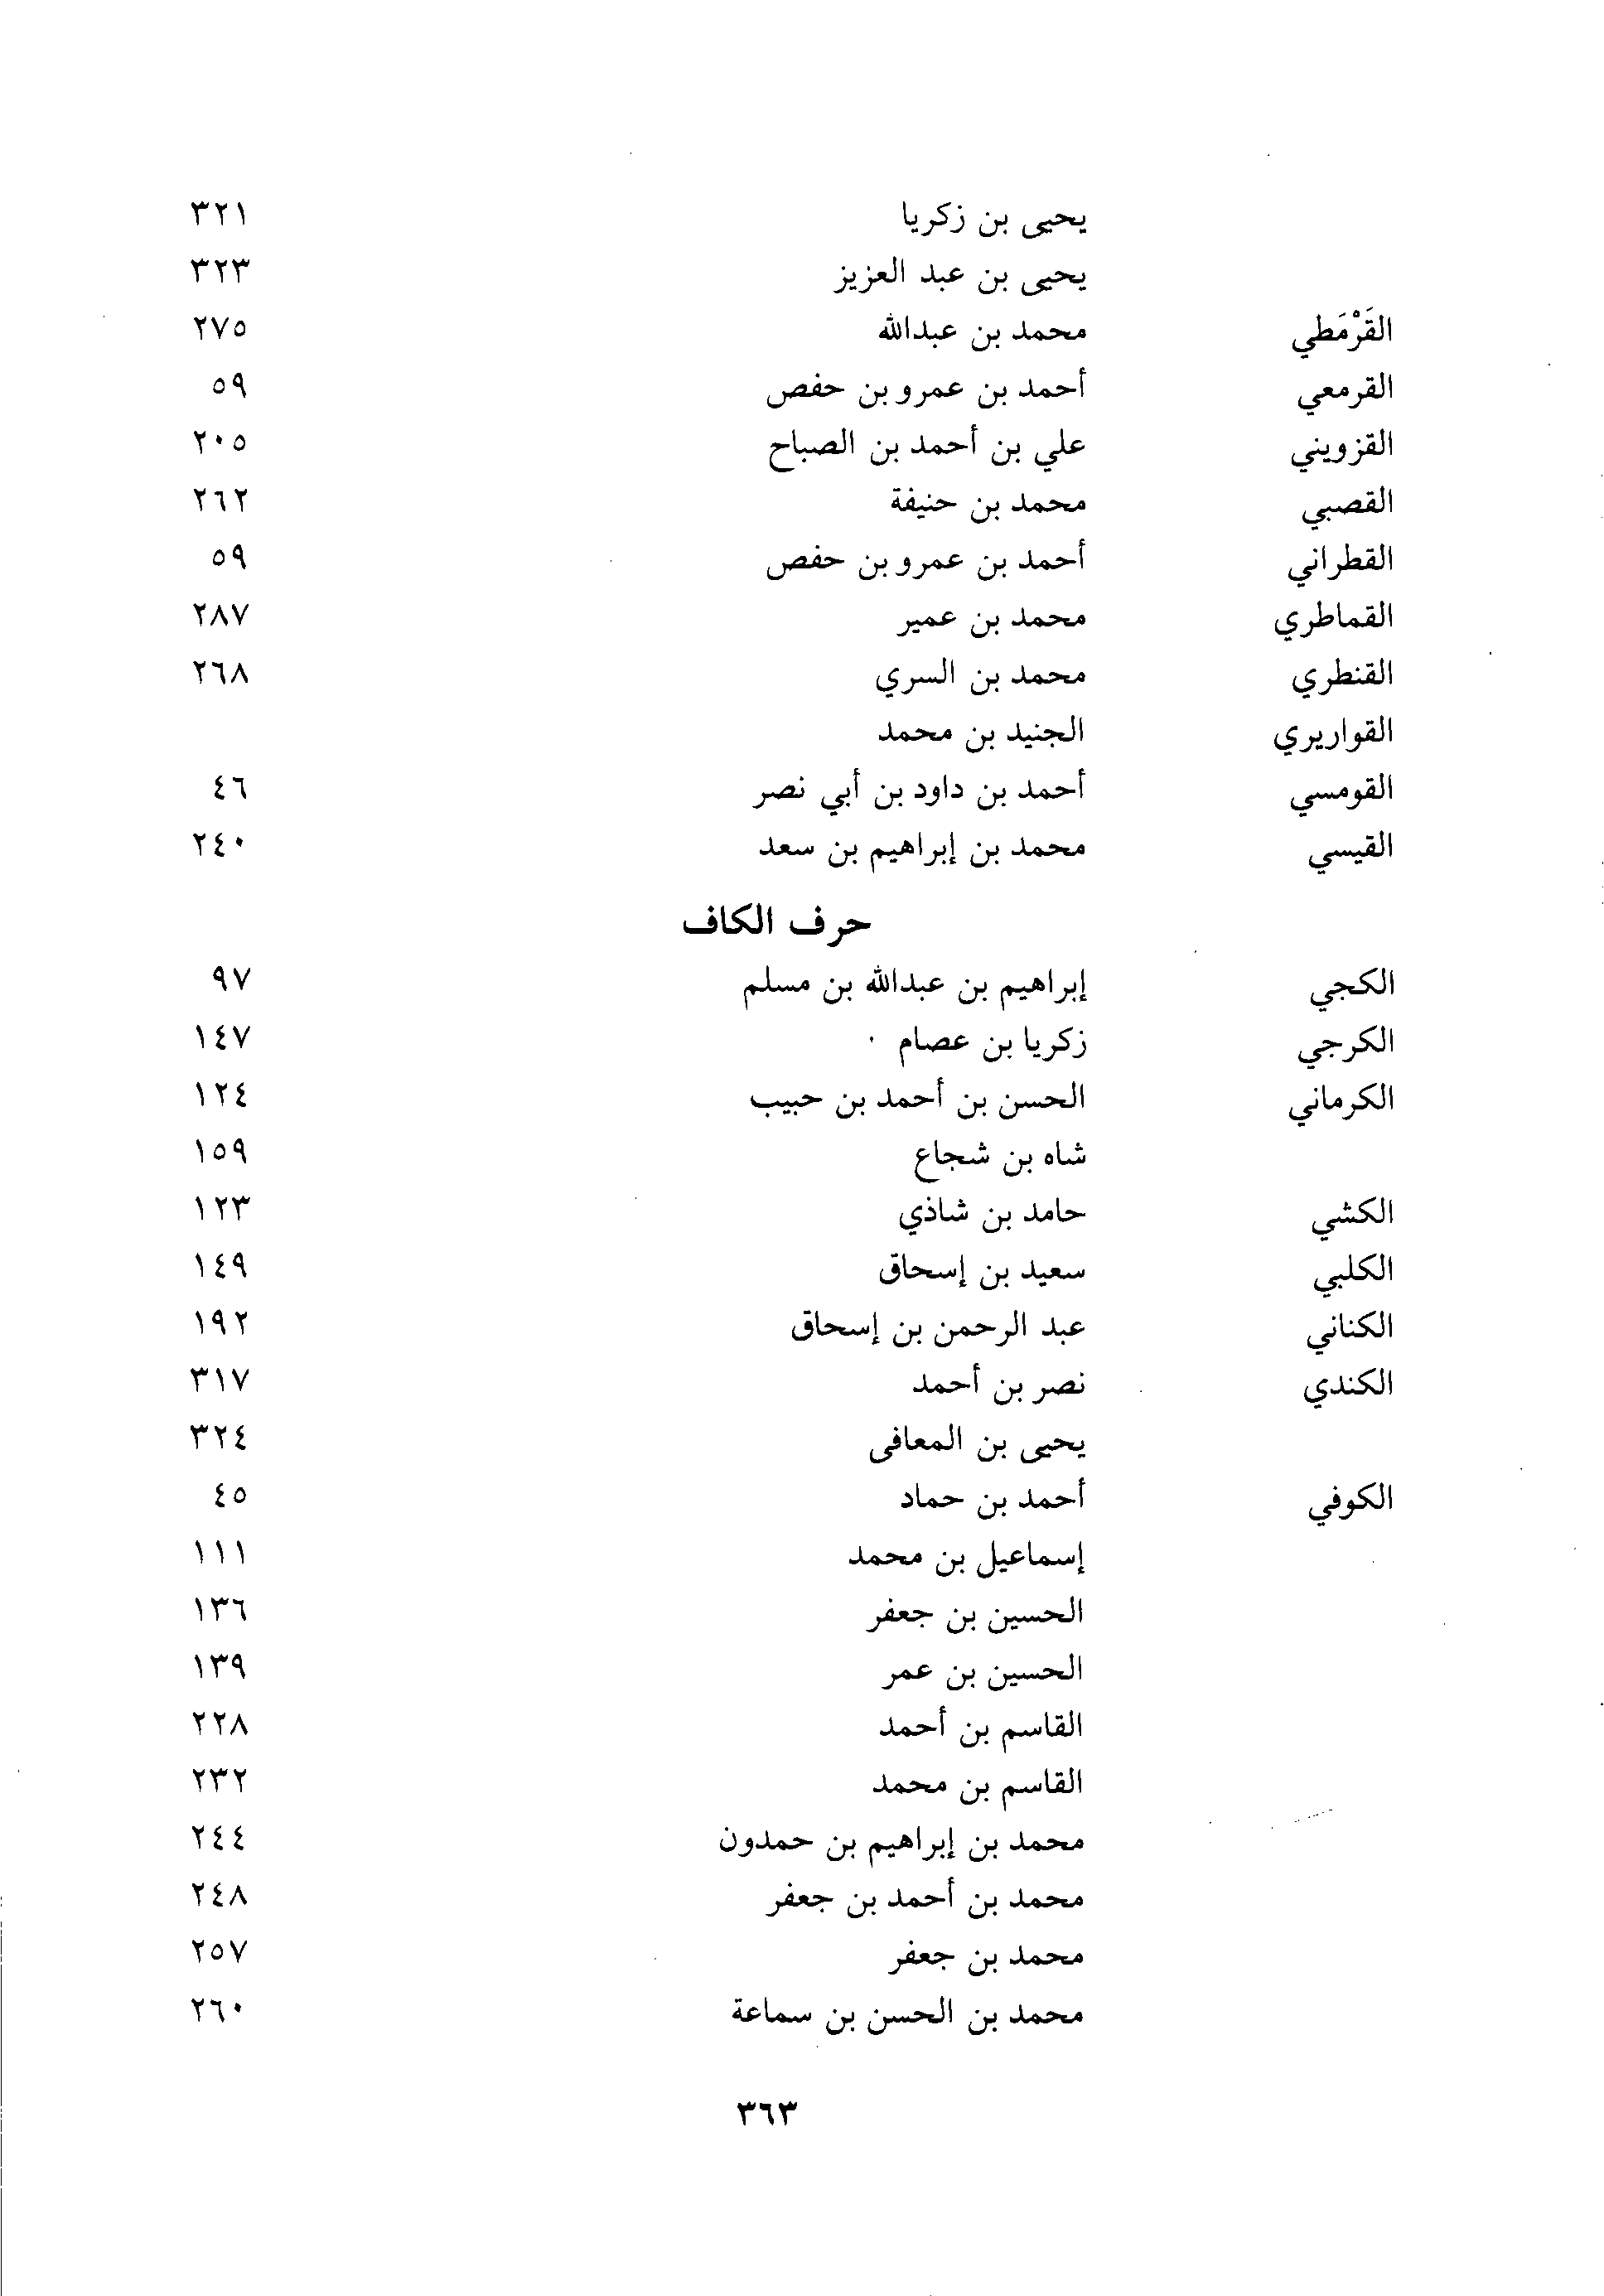 يحيى بن زكريا ٣٢١
يحيى بن عبد العزيز ٣٢٣
القَرْمَطي محمد بن عبدالله ٢٧٥
القرمعي أحمد بن عمرو بن حفص ٥٩
القزويني علي بن أحمد بن الصباح ٢٠٥
القصبي محمد بن حنيفة ٢٦٢
القطراني أحمد بن عمرو بن حفص ٥٩
القماطري محمد بن عمير ٢٨٧
القنطري محمد بن السري ٢٦٨
القواريري الجنيد بن محمد
القومسي أحمد بن داود بن أبي نصر ٤٦
القيسي محمد بن إبراهيم بن سعد ٢٤٠
حرف الكاف
الكجي إبراهيم بن عبدالله بن مسلم ٩٧
الكرجي زكريا بن عصام ١٤٧
الكرماني الحسن بن أحمد بن حبيب ١٢٤
شاه بن شجاع ١٥٩
الكشي حامد بن شاذي ١٢٣
الكلبي سعيد بن إسحاق ١٤٩
الكناني عبد الرحمن بن إسحاق ١٩٢
الكندي نصر بن أحمد ٣١٧
يحيى بن المعافى ٣٢٤
الكوفي أحمد بن حماد ٤٥
إسماعيل بن محمد ١١١
الحسين بن جعفر ١٣٦
الحسين بن عمر ١٣٩
القاسم بن أحمد ٢٢٨
القاسم بن محمد ٢٣٢
محمد بن إبراهيم بن حمدون ٢٤٤
محمد بن أحمد بن جعفر ٢٤٨
محمد بن جعفر ٢٥٧
محمد بن الحسن بن سماعة ٢٦٠
٣٦٣